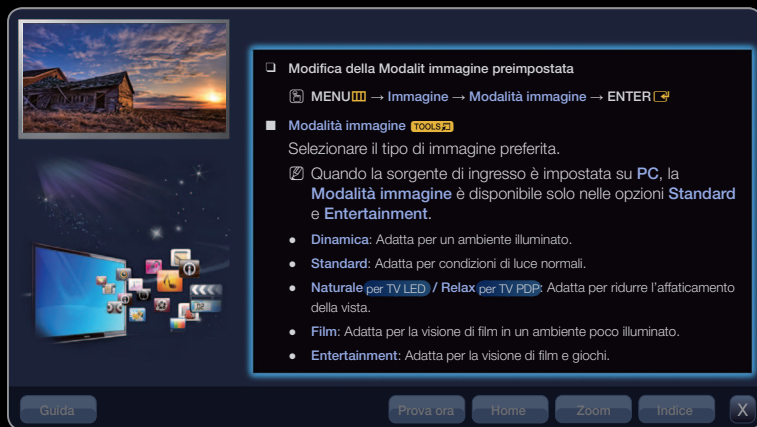 Modifica della Modalit immagine preimpostata
MENU → Immagine → Modalità immagine → ENTER
Modalità immagine TOOLS
Selezionare il tipo di immagine preferita.
Quando la sorgente di ingresso è impostata su PC, la
Modalità immagine è disponibile solo nelle opzioni Standard
e Entertainment.
● Dinamica: Adatta per un ambiente illuminato.
● Standard: Adatta per condizioni di luce normali.
● Naturale per TV LED / Relax per TV PDP: Adatta per ridurre l’affaticamento
della vista.
● Film: Adatta per la visione di film in un ambiente poco illuminato.
● Entertainment: Adatta per la visione di film e giochi.
Guida Prova ora Home Zoom Indice X